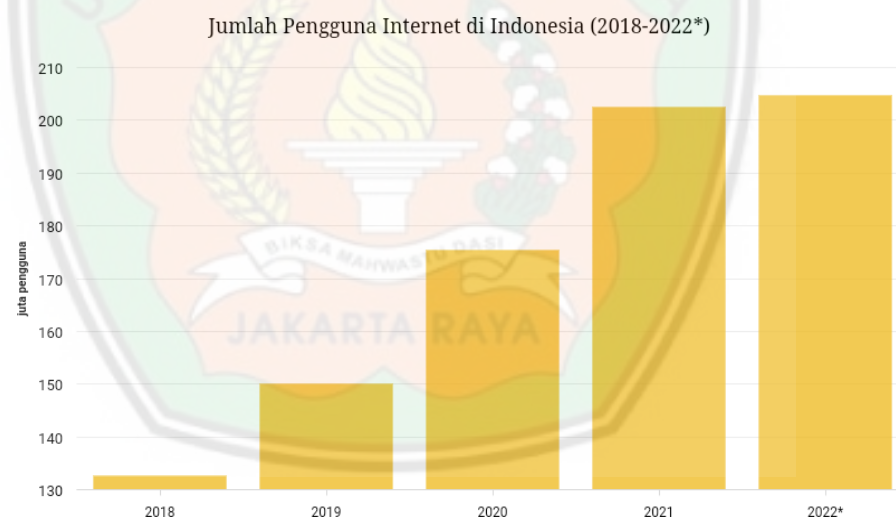 Jumlah Pengguna Internet di Indonesia (2018-2022*)
210
200
190
180
170
160
150
140
130
juta pengguna
BIKSA MAHWASTU DASI
JAKARTA RAYA
2018 2019 2020 2021 2022*